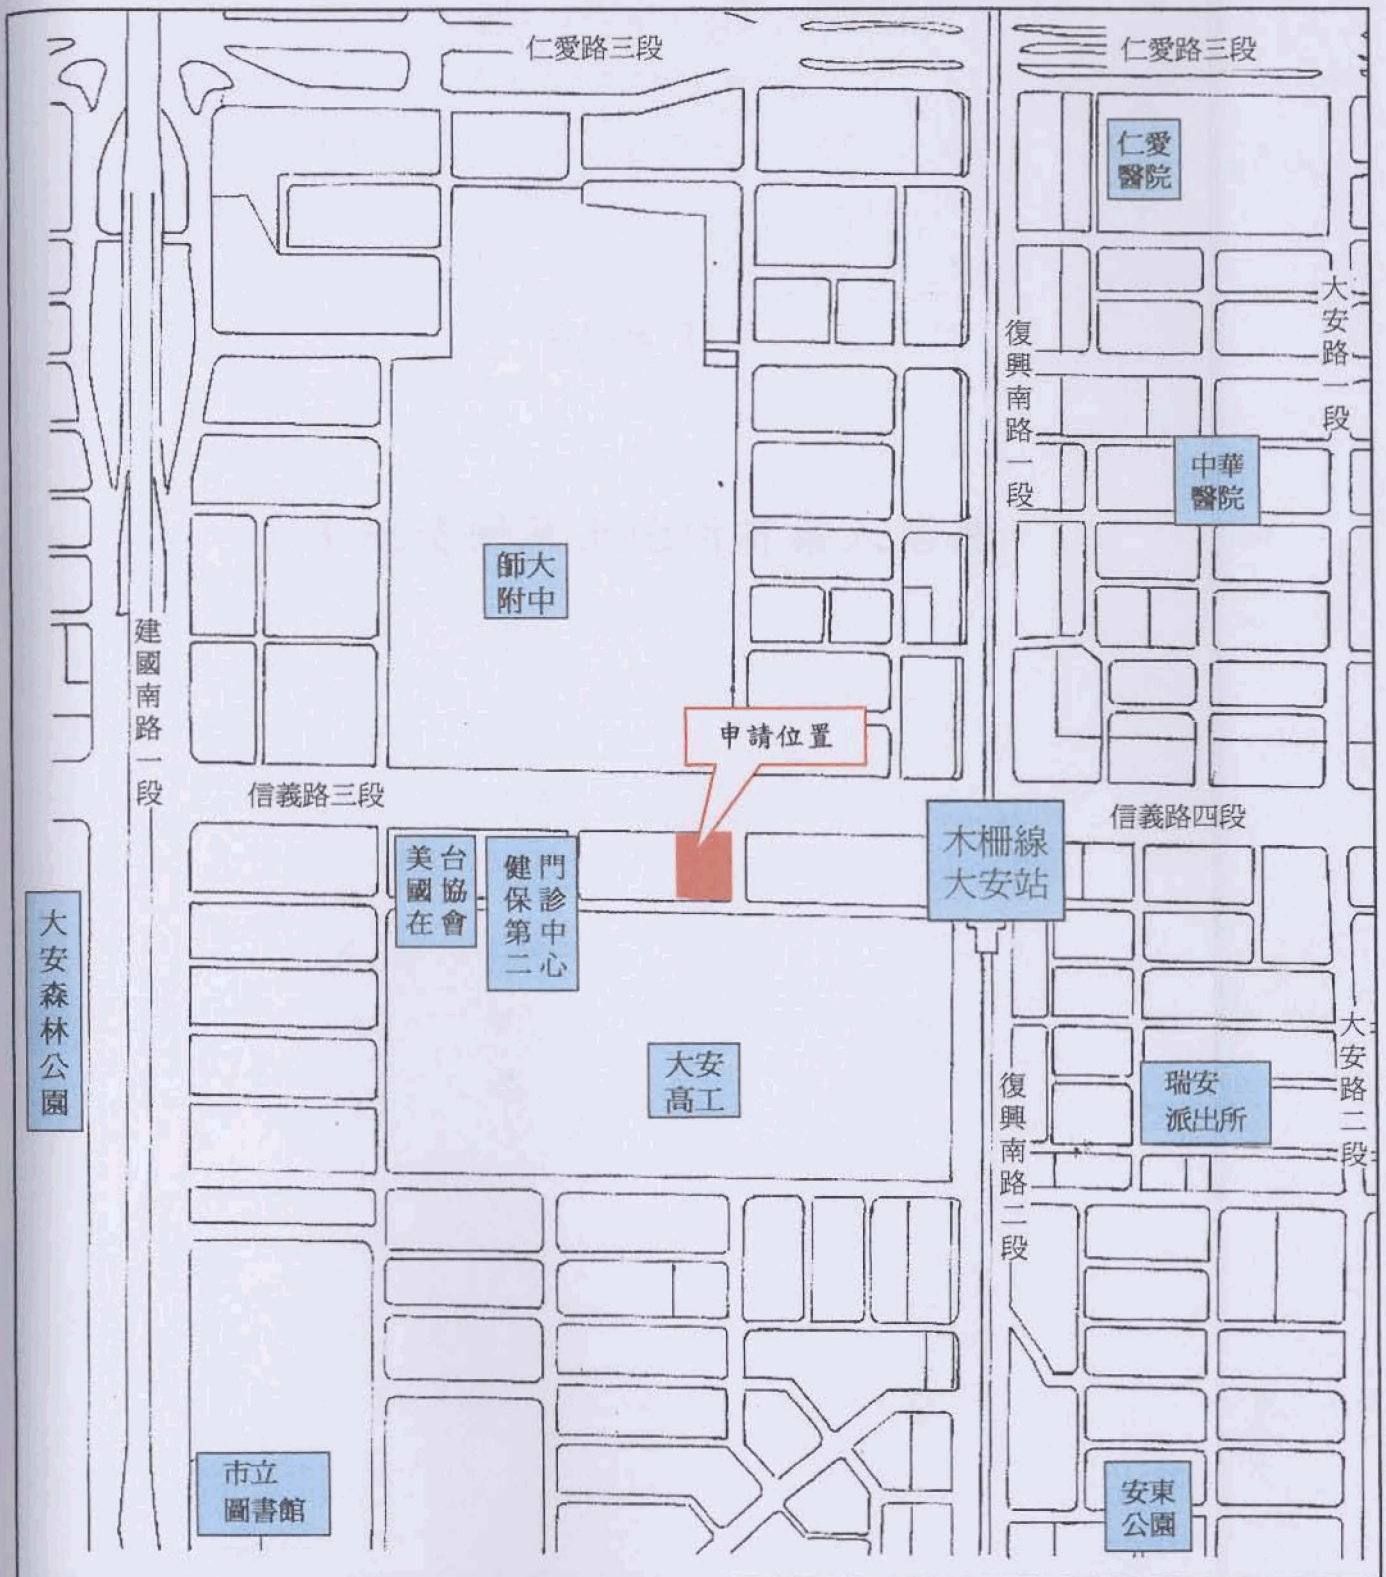 仁愛路三段
仁愛路三段
仁愛
醫院
大安路一段
復興南路一段
中華
醫院
師大
附中
建國南路一段
申請位置
信義路三段
信義路四段
木柵線
大安站
美國在
台協會
健保第二
門診中心
大安森林公園
大安
高工
復興南路二段
瑞安
派出所
大安路二段
市立
圖書館
安東
公園